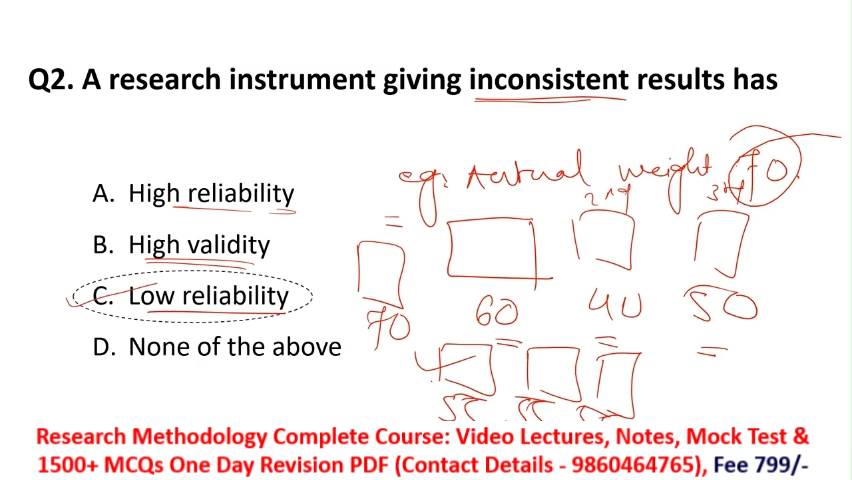 Q2. A research instrument giving inconsistent results has
eg: Actual weight 70
A. High reliability
2nd
3rd
B. High validity
C. Low reliability
70
60
40
50
D. None of the above
55
55
Research Methodology Complete Course: Video Lectures, Notes, Mock Test &
1500+ MCQs One Day Revision PDF (Contact Details - 9860464765), Fee 799/-